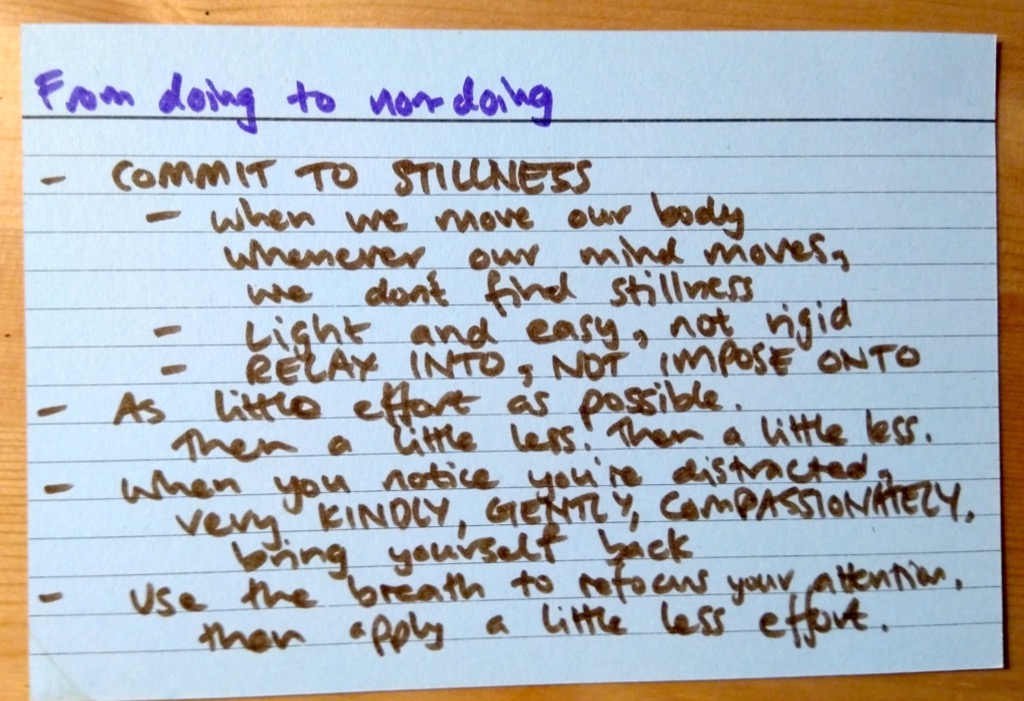 From doing to non-doing
- COMMIT TO STILLNESS
- When we move our body
whenever our mind moves,
we don't find stillness
- Light and easy, not rigid
- RELAX INTO, NOT IMPOSE ONTO
- As little effort as possible.
Then a little less. Then a little less.
- When you notice you're distracted,
very KINDLY, GENTLY, COMPASSIONATELY,
bring yourself back
- Use the breath to refocus your attention,
then apply a little less effort.